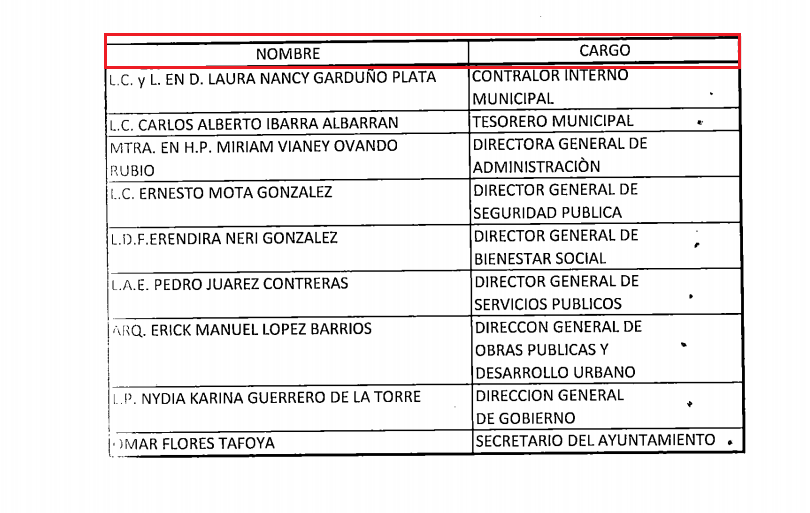 NOMBRE CARGO
L.C. y L. EN D. LAURA NANCY GARDUÑO PLATA CONTRALOR INTERNO
MUNICIPAL
L.C. CARLOS ALBERTO IBARRA ALBARRAN TESORERO MUNICIPAL
MTRA. EN H.P. MIRIAM VIANEY OVANDO DIRECTORA GENERAL DE
RUBIO ADMINISTRACIÒN
L.C. ERNESTO MOTA GONZALEZ DIRECTOR GENERAL DE
SEGURIDAD PUBLICA
L.D.F.ERENDIRA NERI GONZALEZ DIRECTOR GENERAL DE
BIENESTAR SOCIAL
L.A.E. PEDRO JUAREZ CONTRERAS DIRECTOR GENERAL DE
SERVICIOS PUBLICOS
ARQ. ERICK MANUEL LOPEZ BARRIOS DIRECCON GENERAL DE
OBRAS PUBLICAS Y
DESARROLLO URBANO
L.P. NYDIA KARINA GUERRERO DE LA TORRE DIRECCION GENERAL
DE GOBIERNO
OMAR FLORES TAFOYA SECRETARIO DEL AYUNTAMIENTO